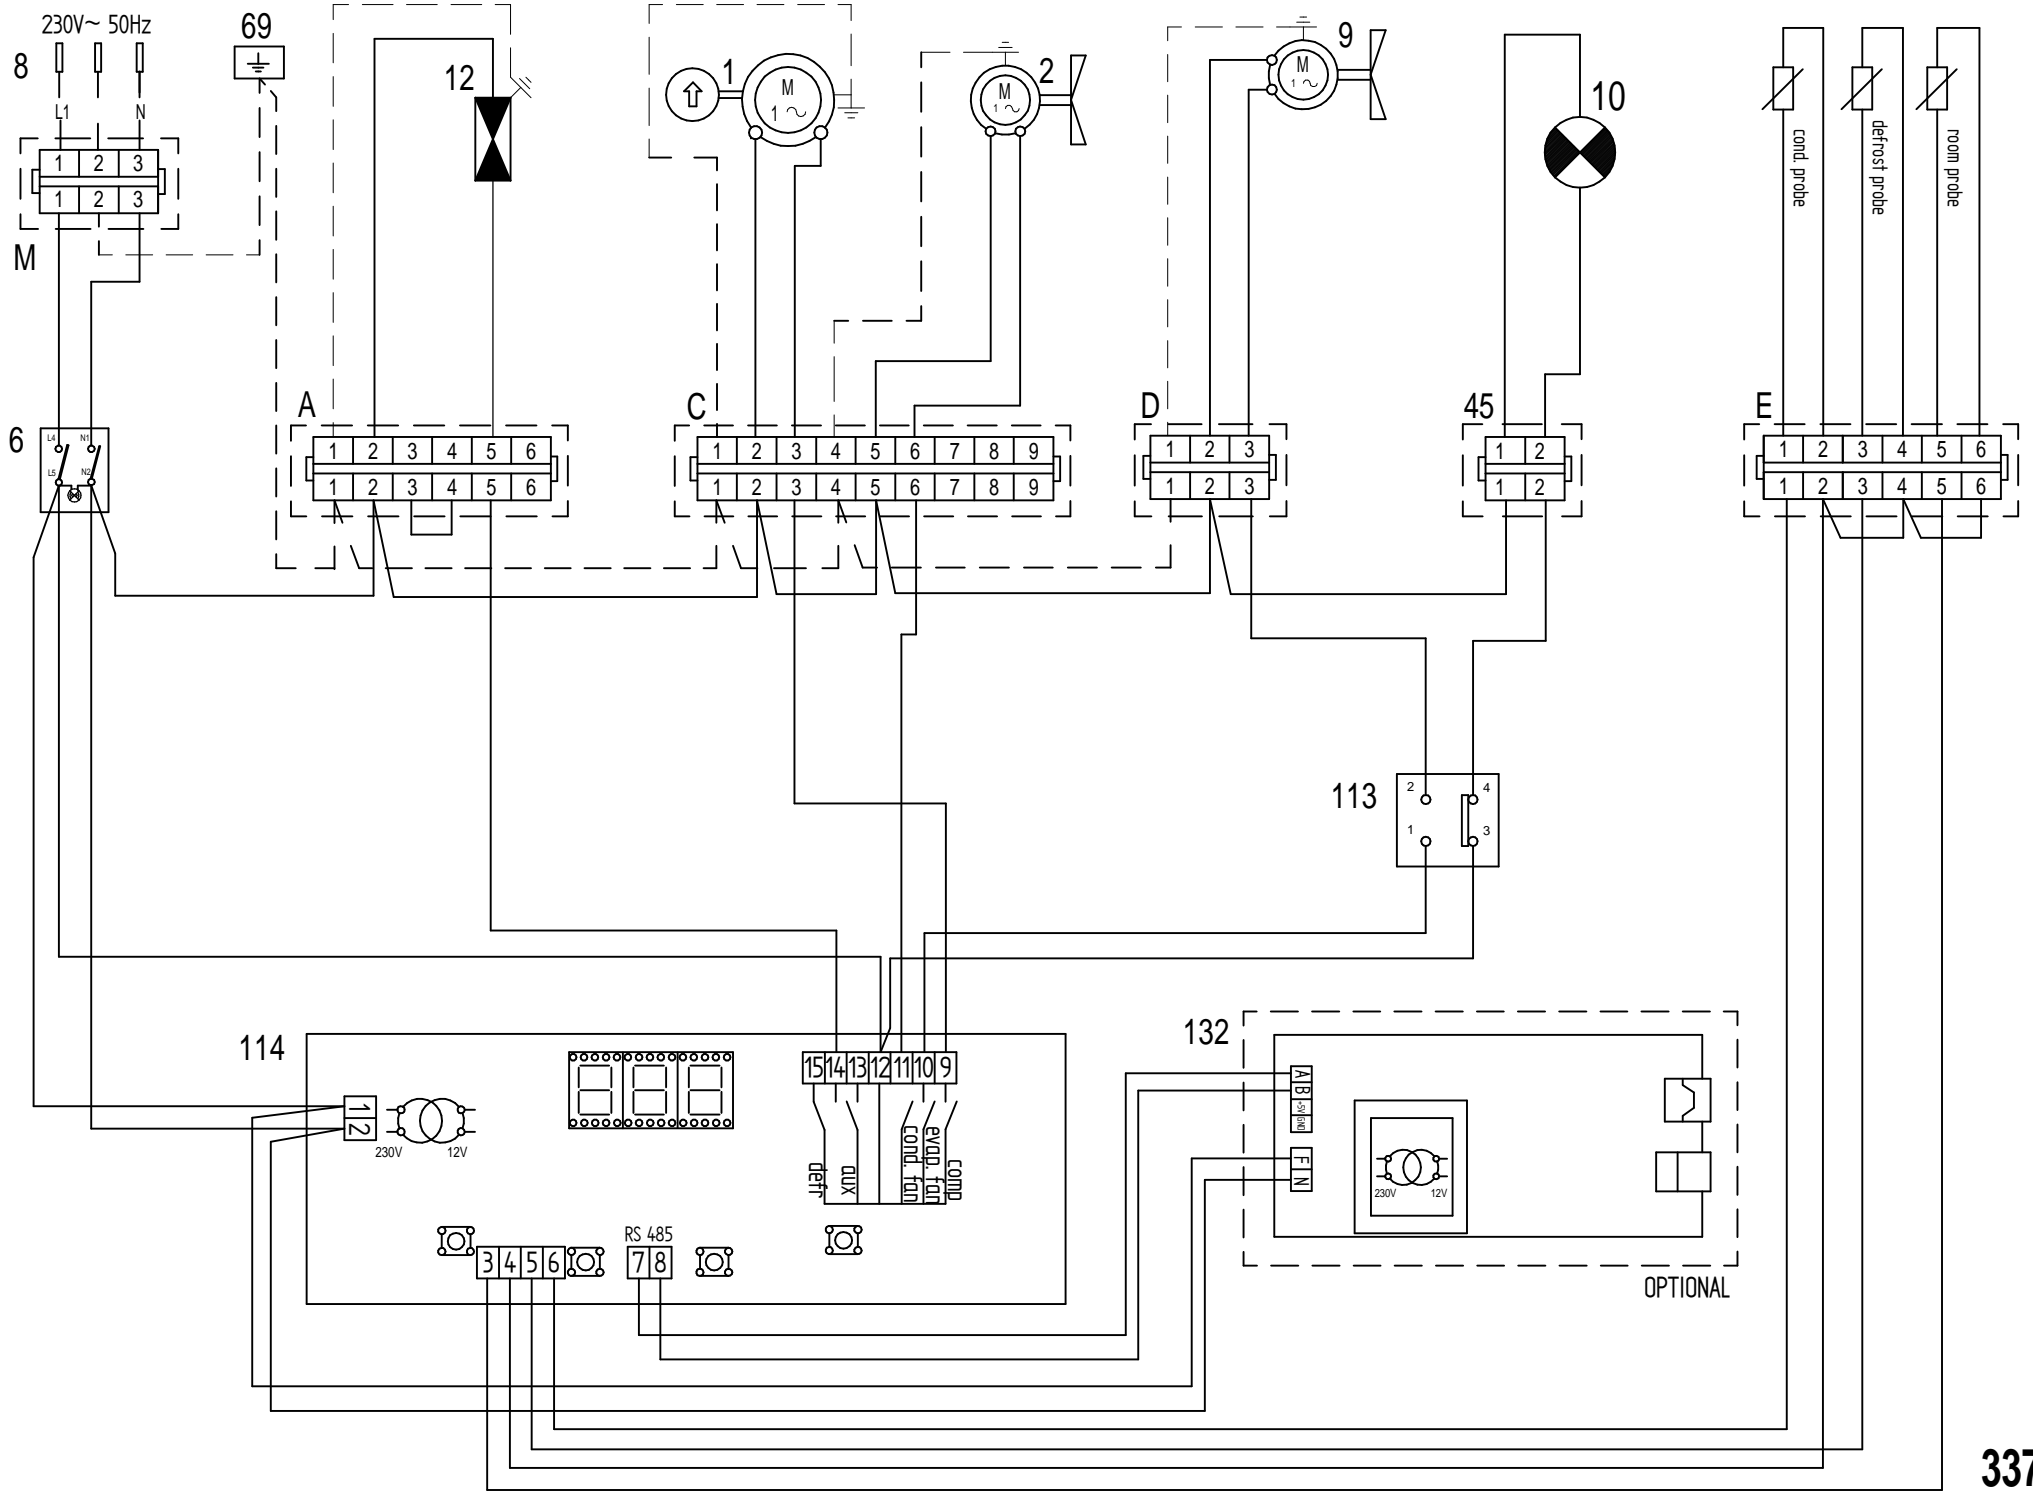 230V~ 50Hz
8
L1 N
1 2 3
1 2 3
M
69
12
1
M
1 ~
2
M
1 ~
9
M
1 ~
10
cond. probe
defrost probe
room probe
6
L4 N1
L5 N2
A
1 2 3 4 5 6
1 2 3 4 5 6
C
1 2 3 4 5 6 7 8 9
1 2 3 4 5 6 7 8 9
D
1 2 3
1 2 3
45
1 2
1 2
E
1 2 3 4 5 6
1 2 3 4 5 6
113
2 4
1 3
114
1
2
230V 12V
15 14 13 12 11 10 9
defr
aux
cond. fan
evap. fan
comp
3 4 5 6
RS 485
7 8
132
A
B
+5V
GND
F
N
230V 12V
OPTIONAL
337